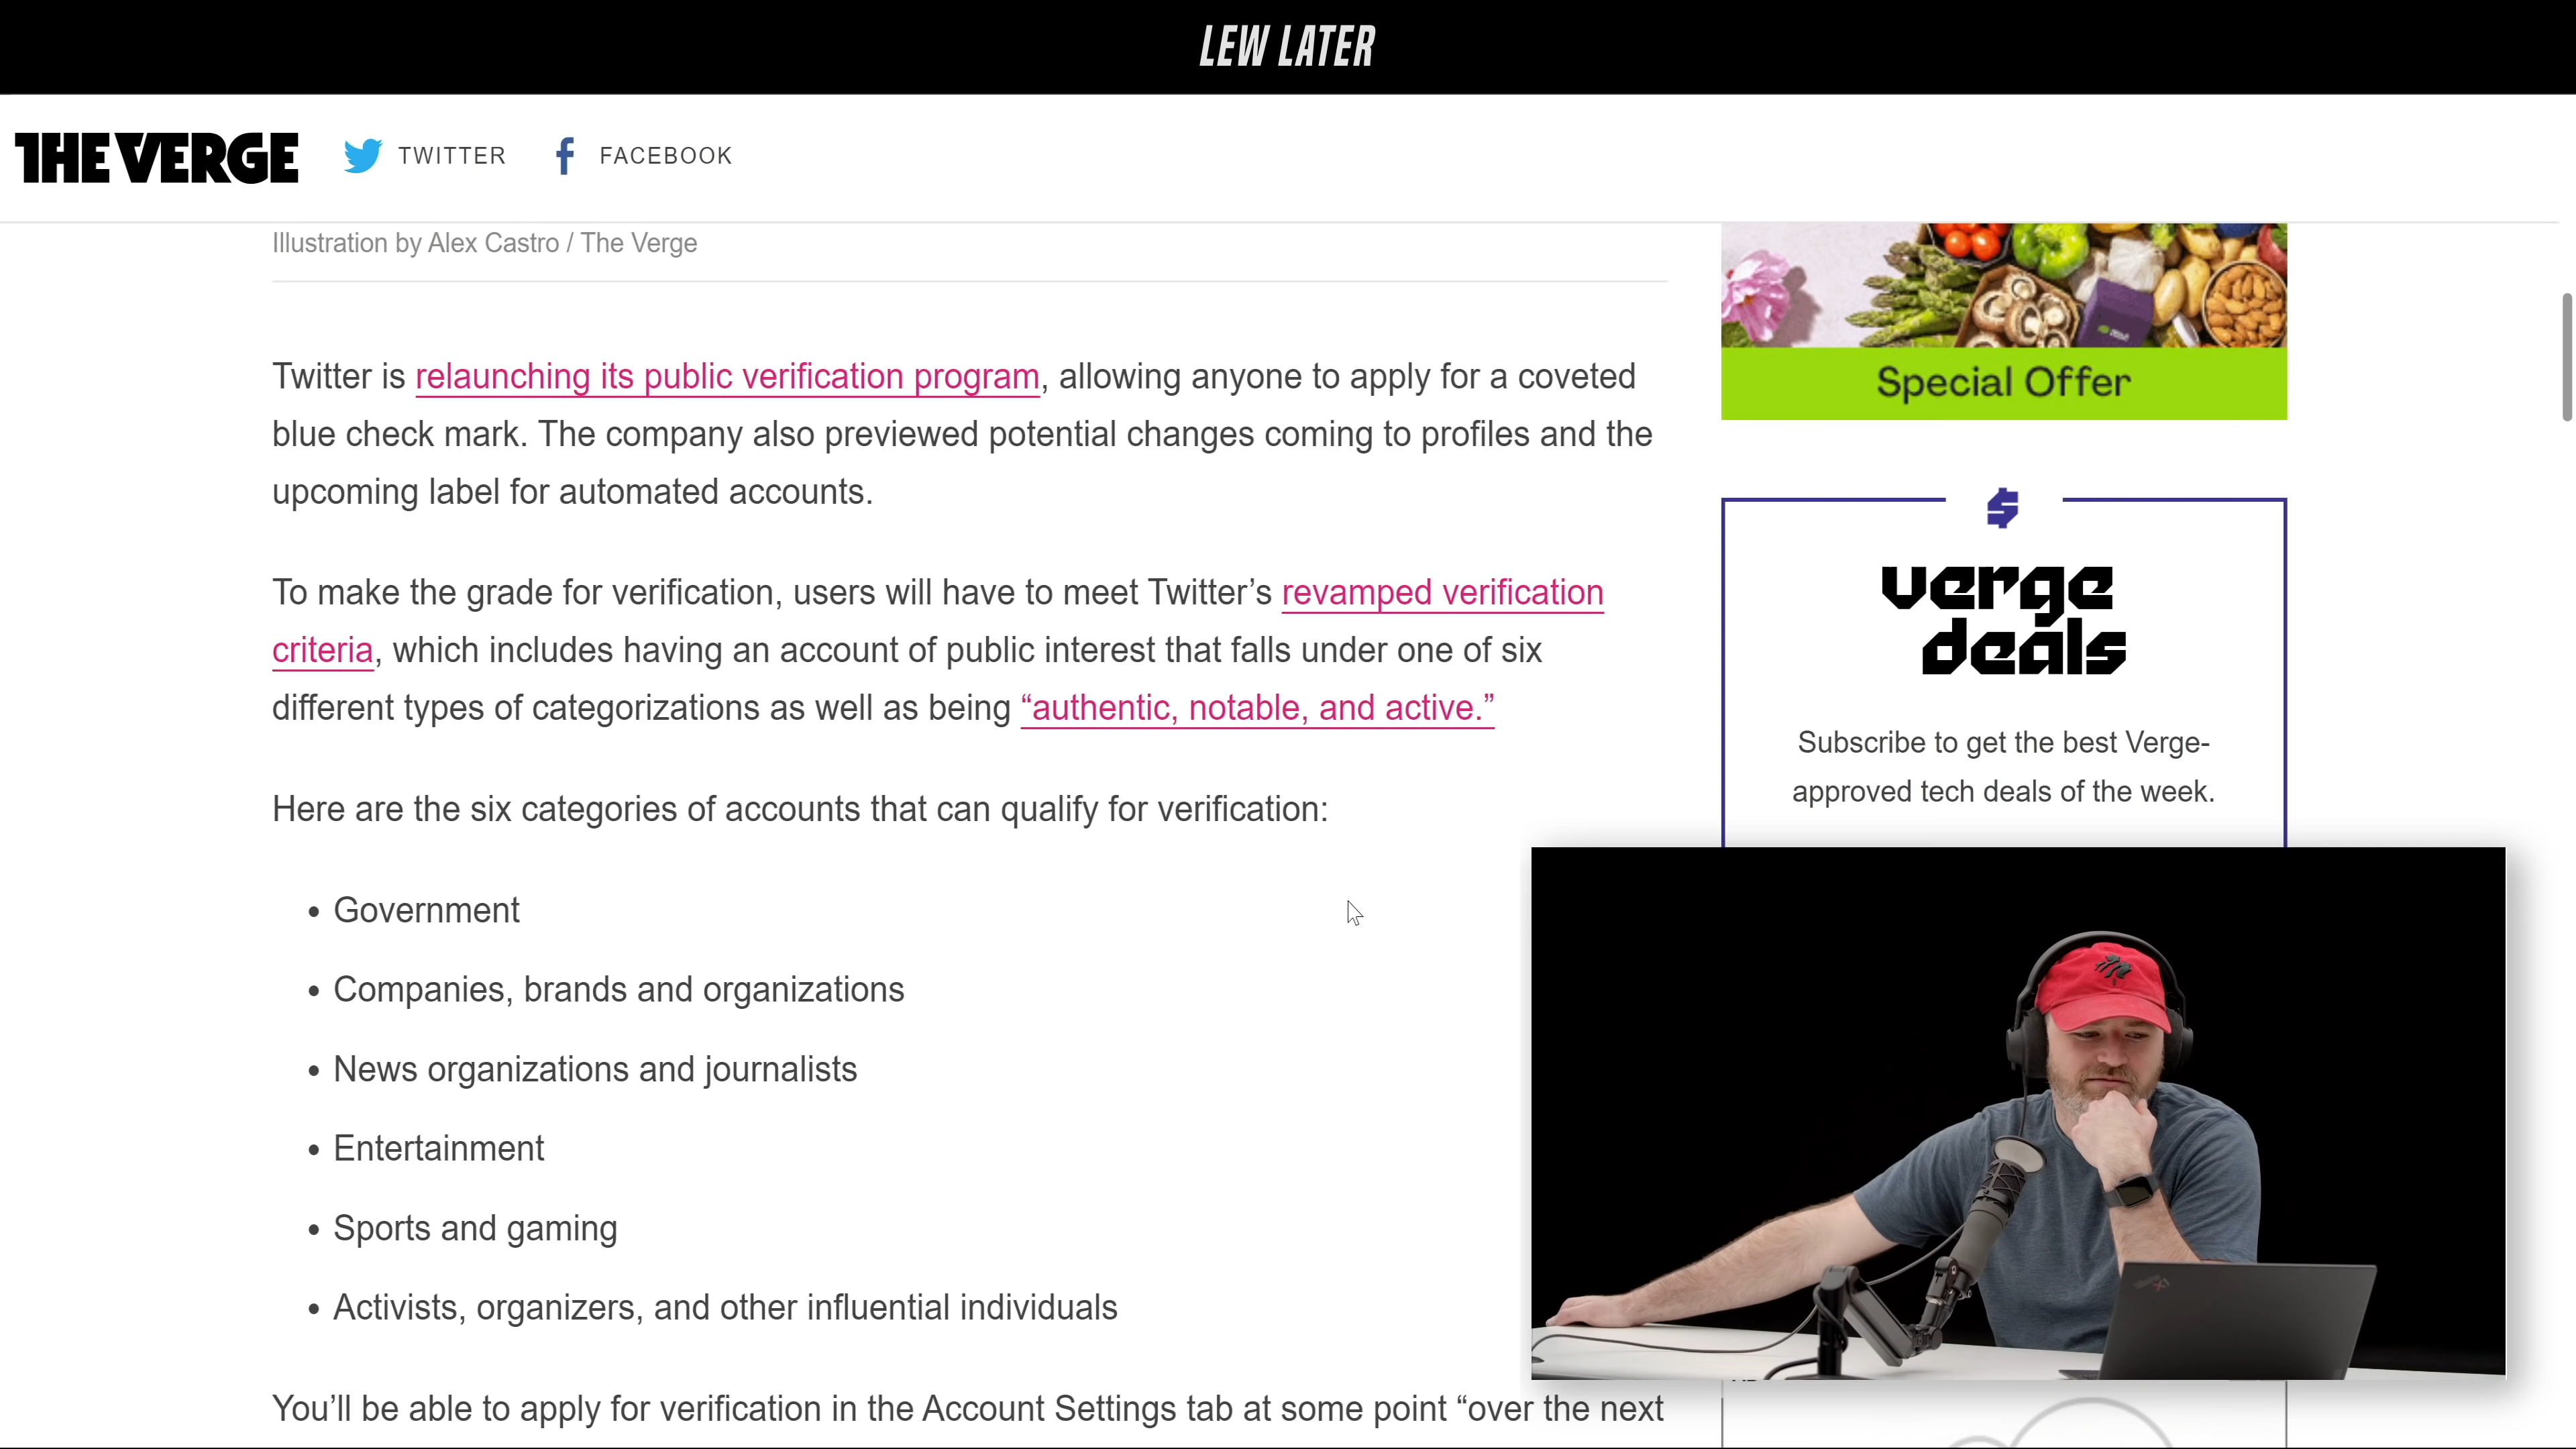 LEW LATER
THE VERGE
TWITTER
FACEBOOK
Illustration by Alex Castro / The Verge
Twitter is relaunching its public verification program, allowing anyone to apply for a coveted
blue check mark. The company also previewed potential changes coming to profiles and the
upcoming label for automated accounts.
To make the grade for verification, users will have to meet Twitter’s revamped verification
criteria, which includes having an account of public interest that falls under one of six
different types of categorizations as well as being “authentic, notable, and active.”
Here are the six categories of accounts that can qualify for verification:
• Government
• Companies, brands and organizations
• News organizations and journalists
• Entertainment
• Sports and gaming
• Activists, organizers, and other influential individuals
You’ll be able to apply for verification in the Account Settings tab at some point “over the next
Special Offer
$
verge
deals
Subscribe to get the best Verge-
approved tech deals of the week.